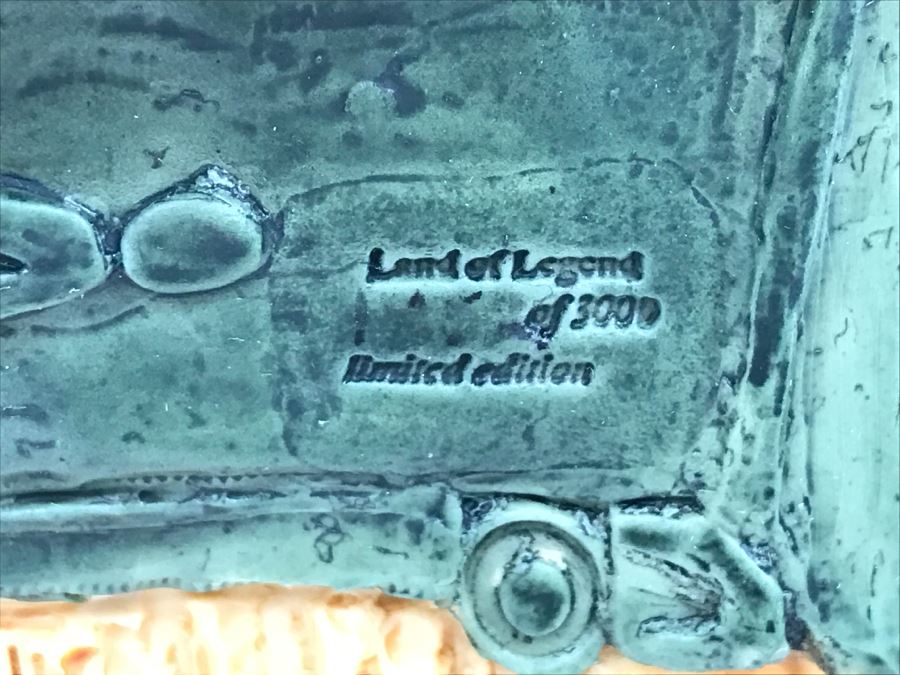 Land of Legend
of 3000
limited edition